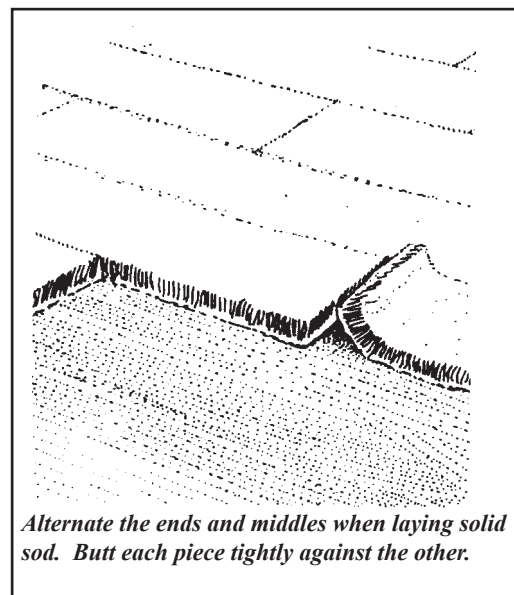 Alternate the ends and middles when laying solid
sod.  Butt each piece tightly against the other.